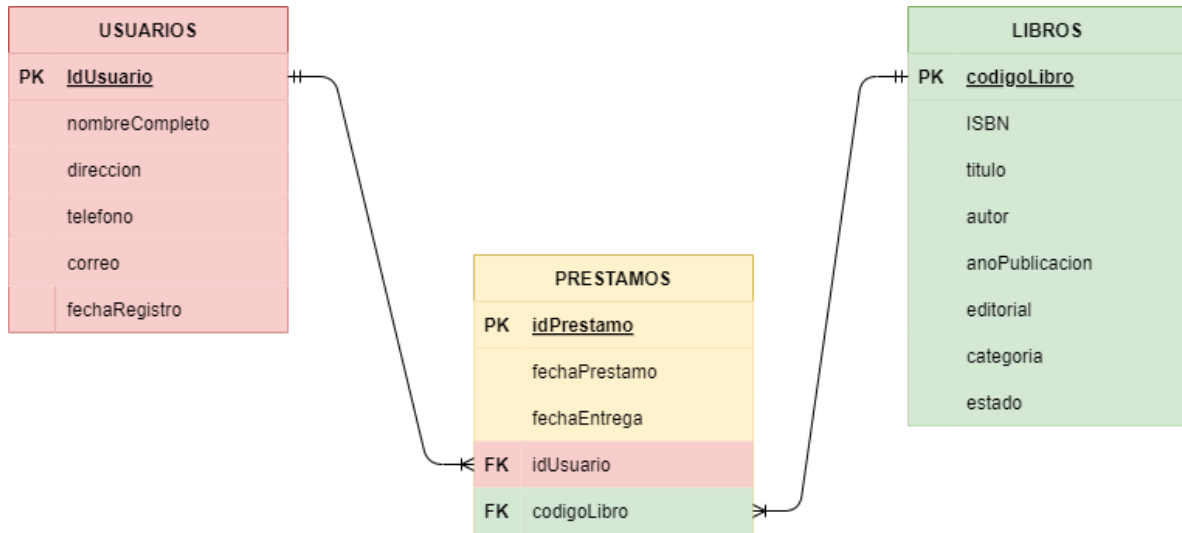 USUARIOS
PK IdUsuario
nombreCompleto
direccion
telefono
correo
fechaRegistro
PRESTAMOS
PK idPrestamo
fechaPrestamo
fechaEntrega
FK idUsuario
FK codigoLibro
LIBROS
PK codigoLibro
ISBN
titulo
autor
anoPublicacion
editorial
categoria
estado